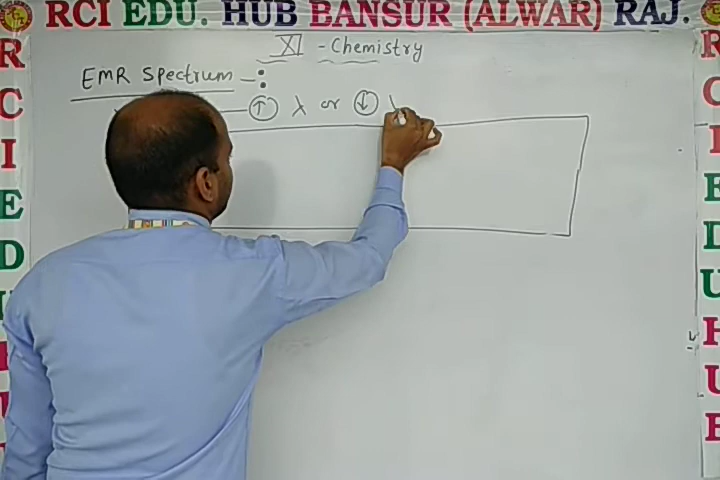 RCI EDU. HUB BANSUR (ALWAR) RAJ.
XI - Chemistry
EMR Spectrum -:
↑ λ or ↓
R
C
I
E
D
U
R
C
I
E
D
U
H
U
B